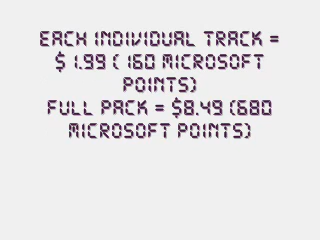 EACH INDIVIDUAL TRACK =
$ 1.99 ( 160 MICROSOFT
POINTS)
FULL PACK = $8.49 (680
MICROSOFT POINTS)